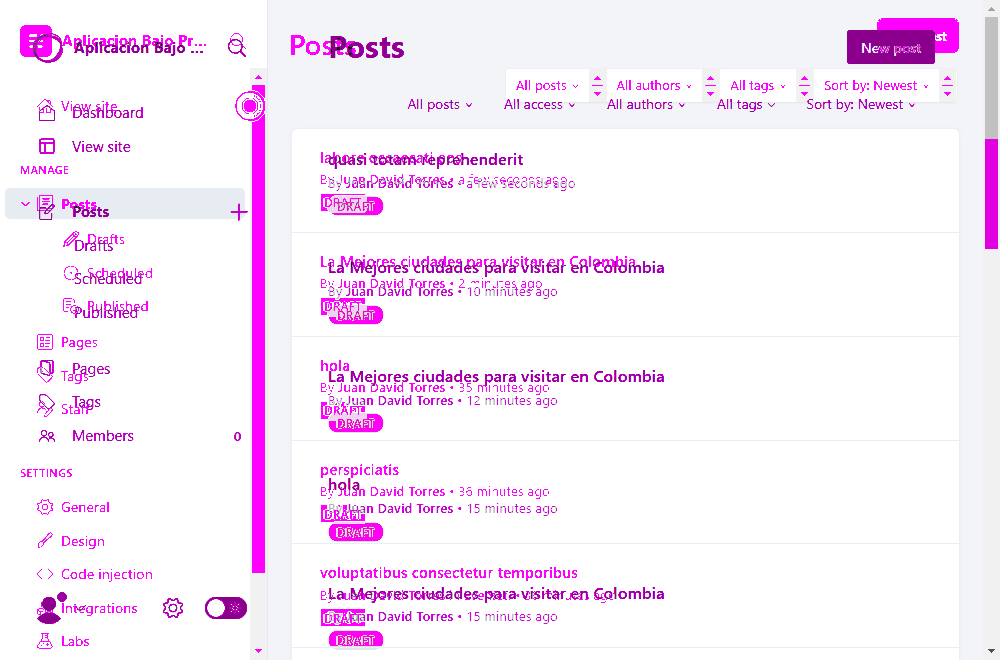 Aplicacion Bajo Pr...
Aplicacion Bajo ...
View site
Dashboard
View site
MANAGE
Posts
Posts
Drafts
Drafts
Scheduled
Scheduled
Published
Published
Pages
Pages
Tags
Tags
Staff
Members 0
SETTINGS
General
Design
Code injection
Integrations
Labs
Posts
Posts
New post
All posts All authors All tags Sort by: Newest
All posts All access All authors All tags Sort by: Newest
quasi totam reprehenderit
By Juan David Torres • a few seconds ago
By Juan David Torres • a few seconds ago
DRAFT
DRAFT
La Mejores ciudades para visitar en Colombia
La Mejores ciudades para visitar en Colombia
By Juan David Torres • 2 minutes ago
By Juan David Torres • 10 minutes ago
DRAFT
DRAFT
hola
La Mejores ciudades para visitar en Colombia
By Juan David Torres • 35 minutes ago
By Juan David Torres • 12 minutes ago
DRAFT
DRAFT
perspiciatis
hola
By Juan David Torres • 36 minutes ago
By Juan David Torres • 15 minutes ago
DRAFT
DRAFT
voluptatibus consectetur temporibus
La Mejores ciudades para visitar en Colombia
By Juan David Torres • 15 minutes ago
DRAFT
DRAFT